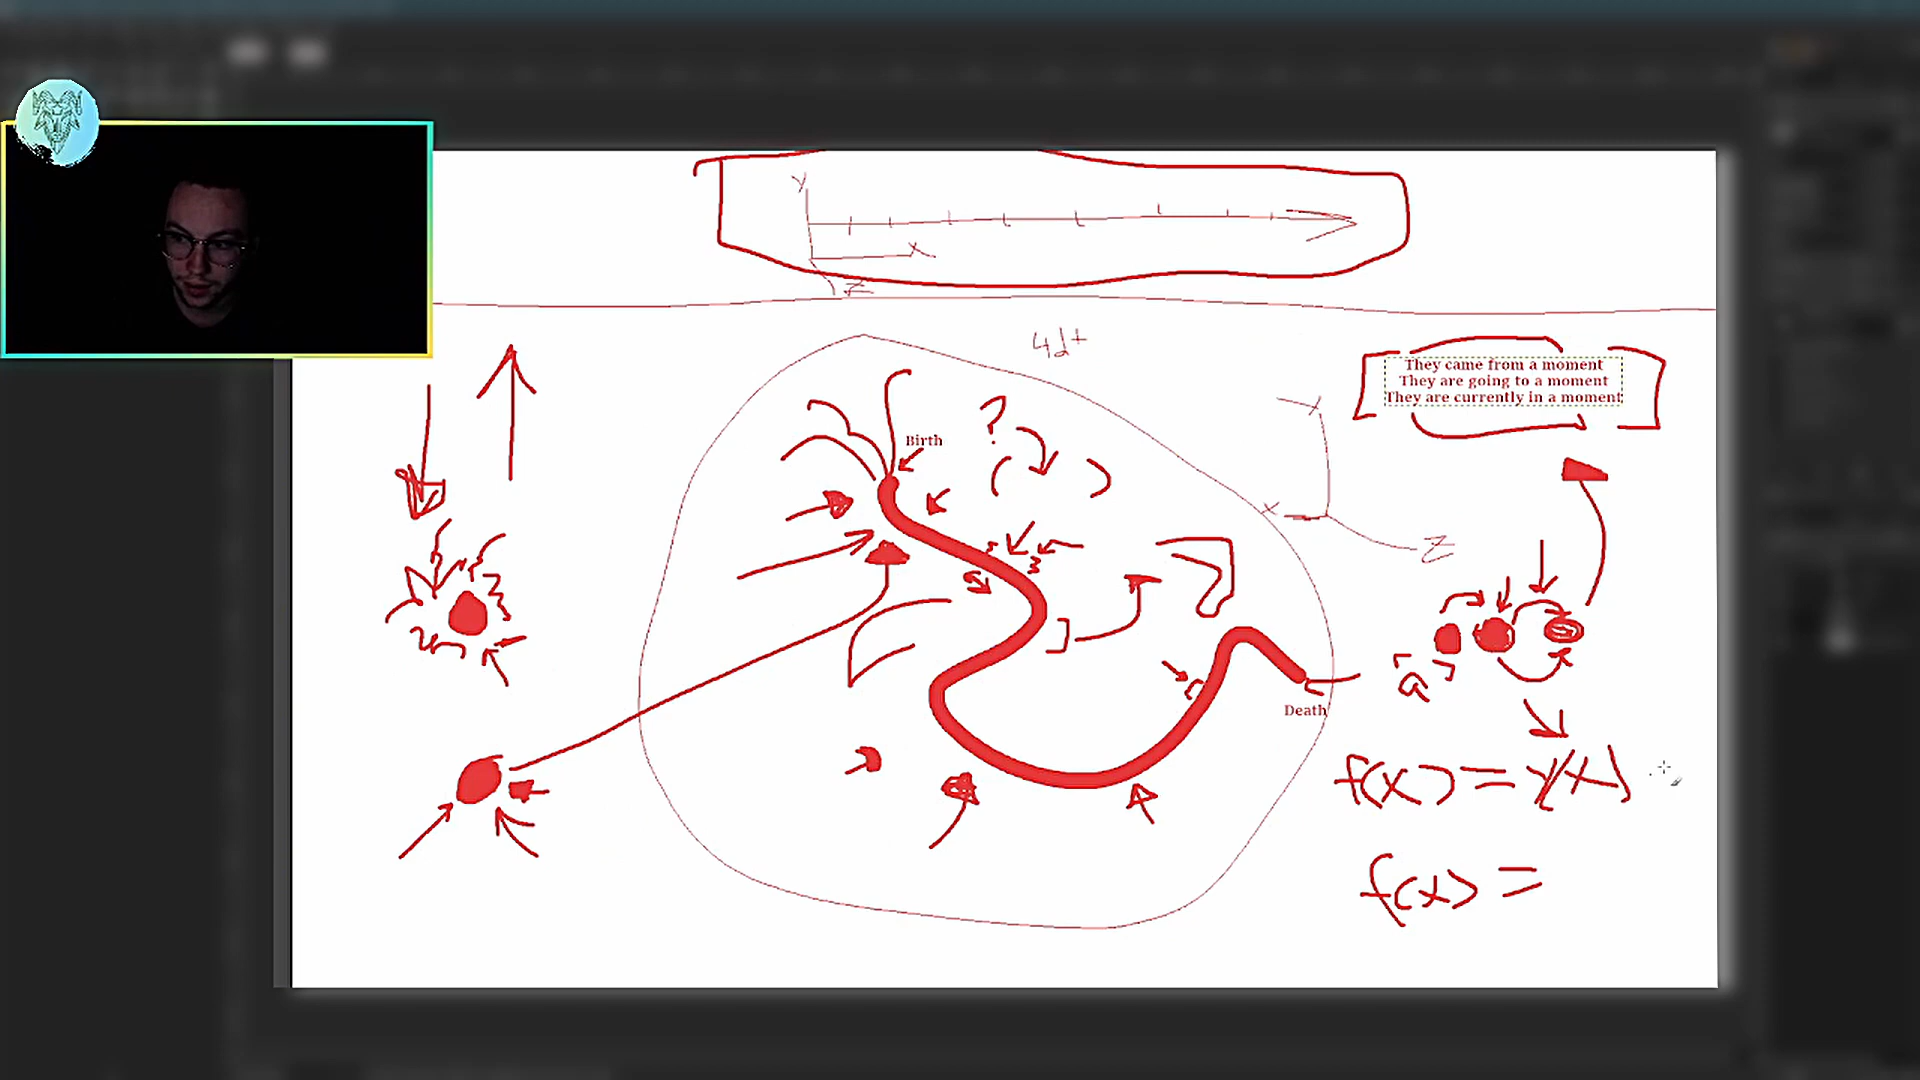 Y
X
Z
4d+
They came from a moment
They are going to a moment
They are currently in a moment
Y
Birth
?
X
Z
Death
f(x) = y(x)
f(x) =